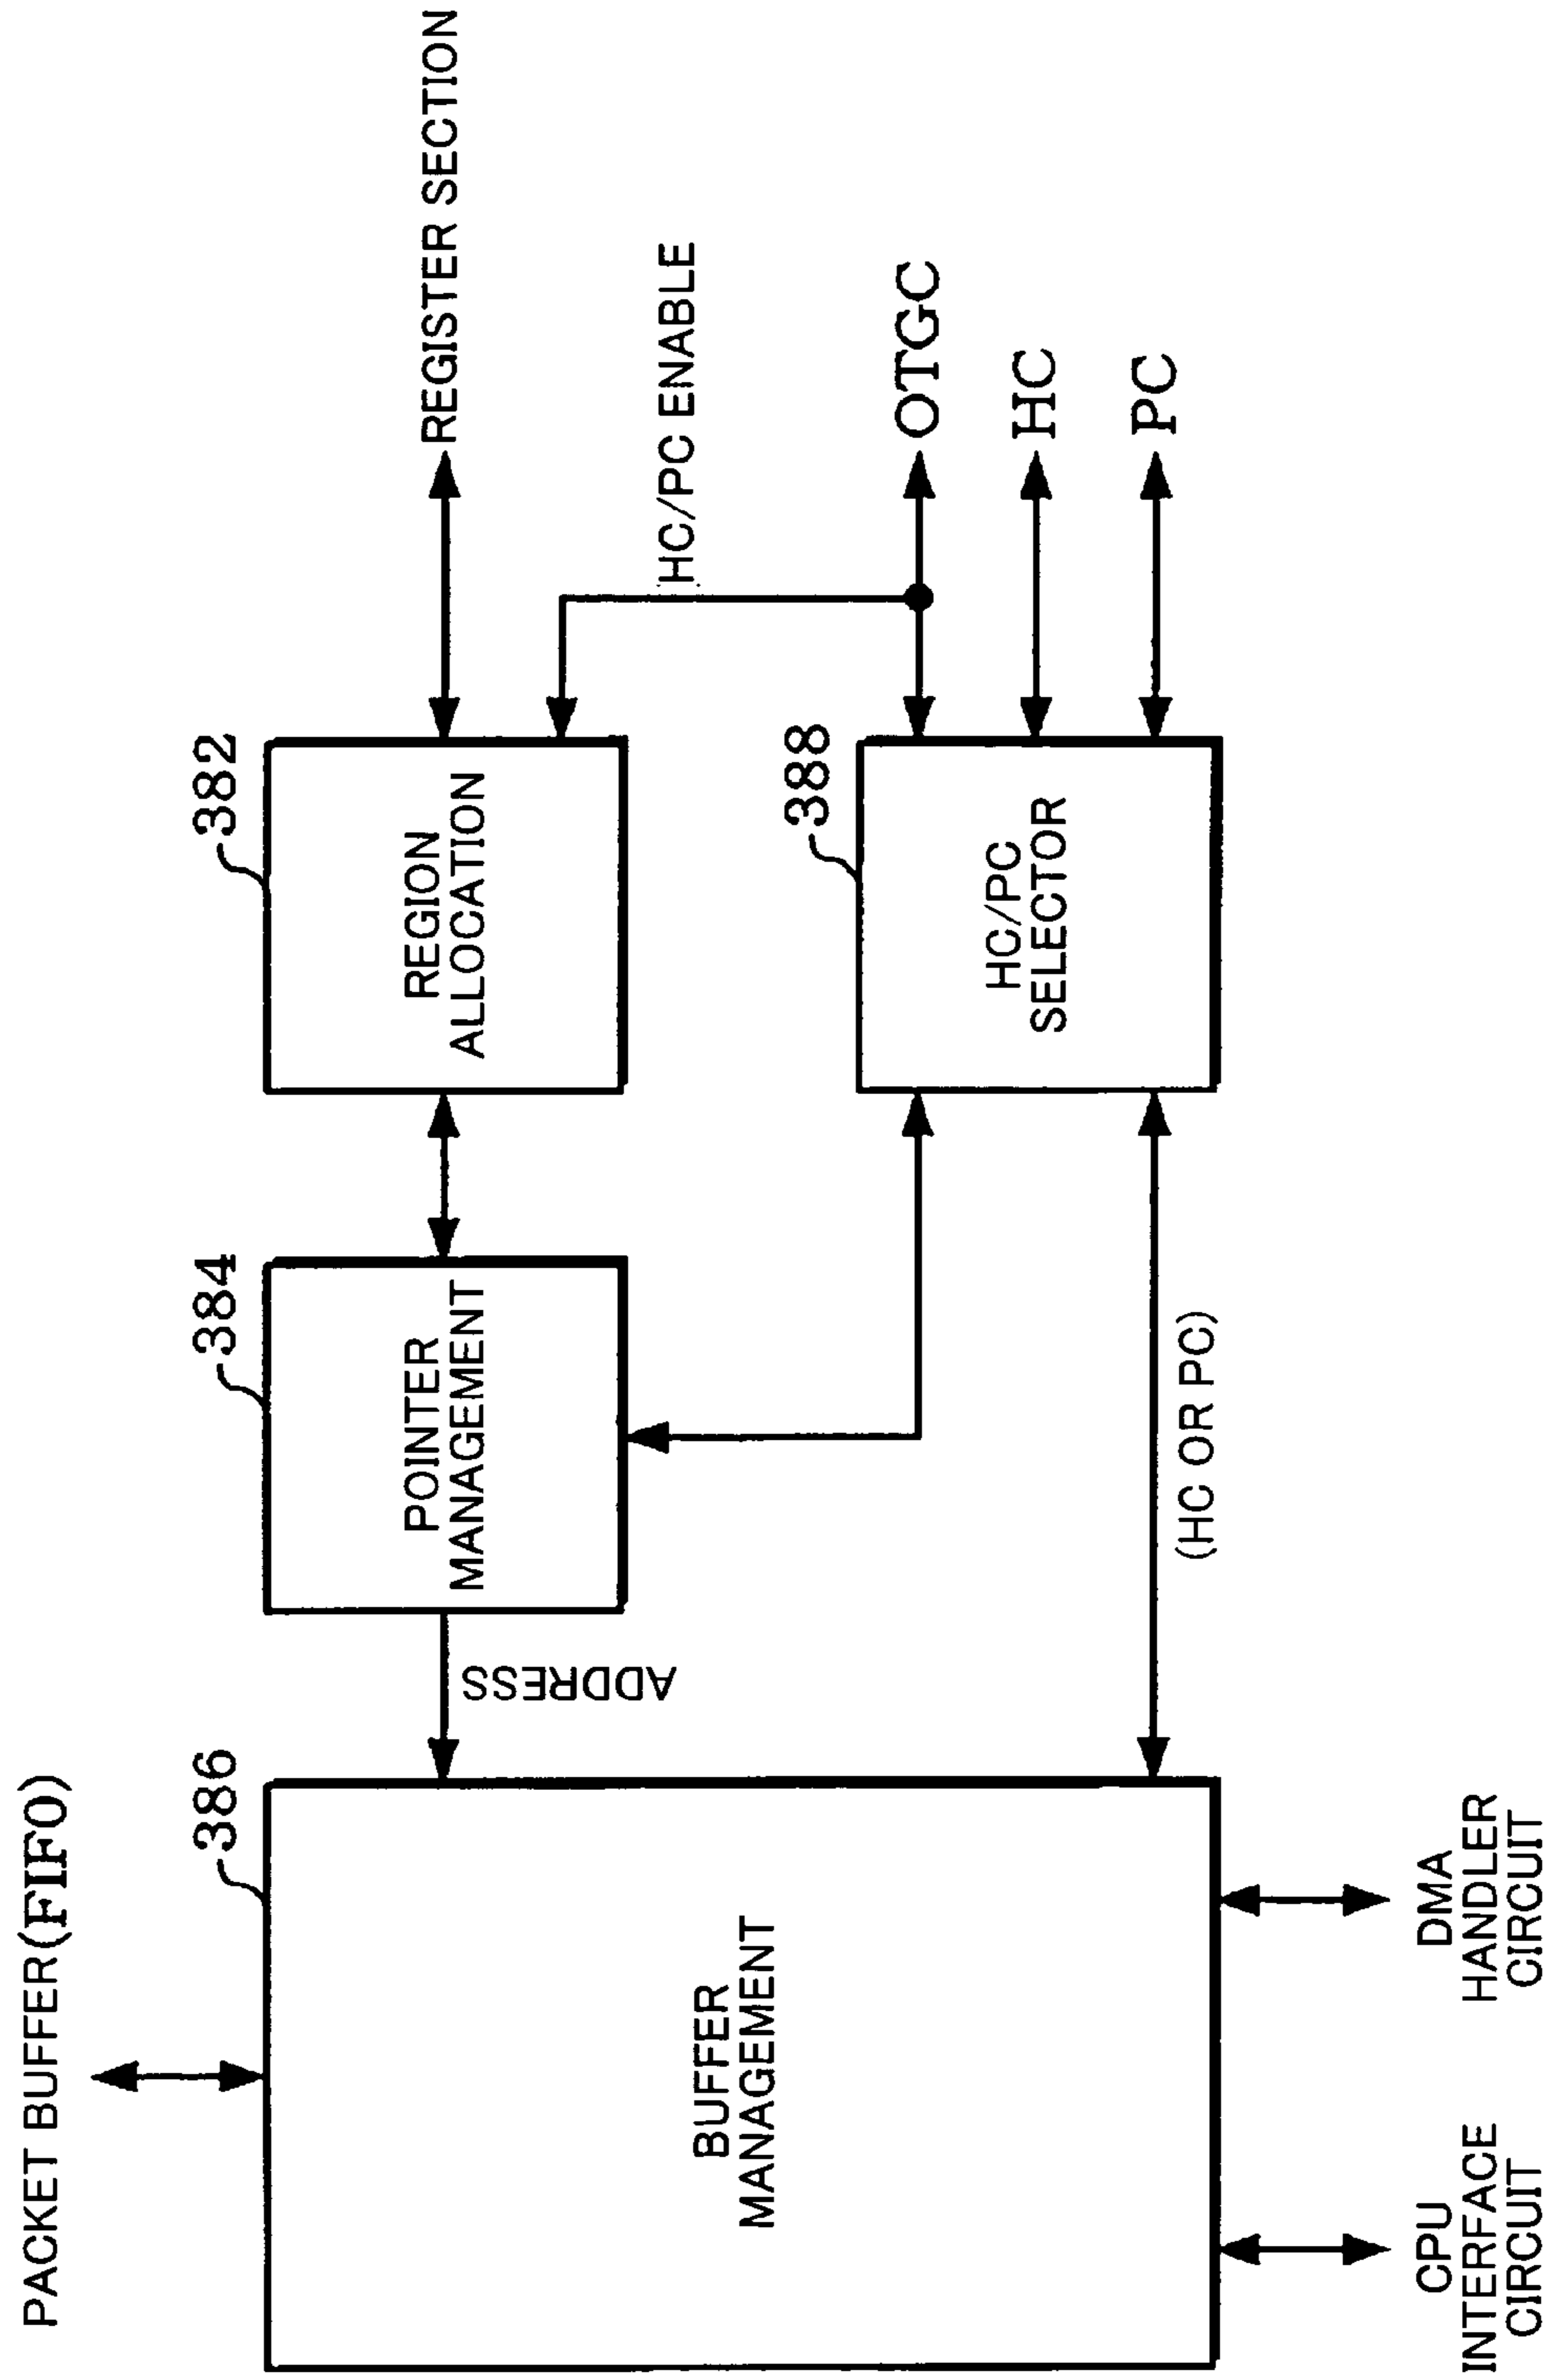 PACKET BUFFER(FIFO)
386
384
382
BUFFER
MANAGEMENT
ADDRESS
POINTER
MANAGEMENT
REGION
ALLOCATION
REGISTER SECTION
HC/PC ENABLE
388
HC/PC
SELECTOR
OTGC
HC
PC
(HC OR PC)
CPU
INTERFACE
CIRCUIT
DMA
HANDLER
CIRCUIT